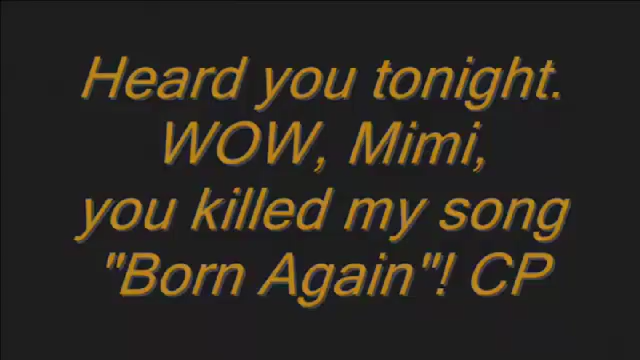 Heard you tonight.
WOW, Mimi,
you killed my song
"Born Again"! CP